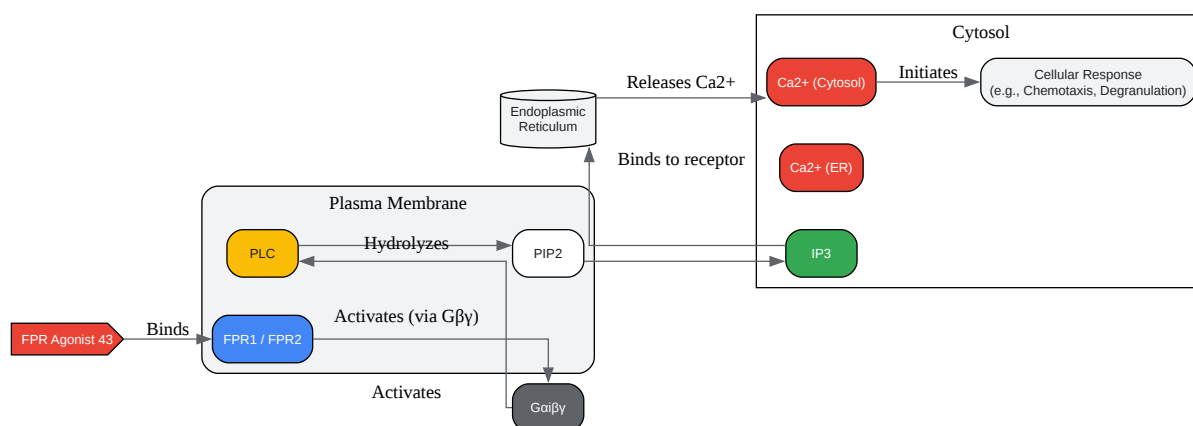 Cytosol
Releases Ca2+
Ca2+ (Cytosol)
Initiates
Cellular Response
(e.g., Chemotaxis, Degranulation)
Endoplasmic
Reticulum
Binds to receptor
Ca2+ (ER)
Plasma Membrane
PLC
Hydrolyzes
PIP2
IP3
FPR Agonist 43
Binds
FPR1 / FPR2
Activates (via Gβγ)
Activates
Gαiβγ